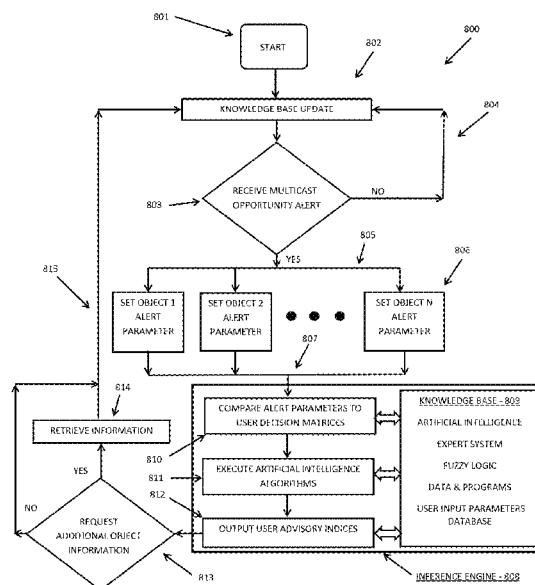 801
START
800
802
KNOWLEDGE BASE UPDATE
804
RECEIVE MULTICAST
OPPORTUNITY ALERT
NO
803
YES
805
806
815
SET OBJECT 1
ALERT
PARAMETER
SET OBJECT 2
ALERT
PARAMETER
SET OBJECT N
ALERT
PARAMETER
807
814
RETRIEVE INFORMATION
COMPARE ALERT PARAMETERS TO
USER DECISION MATRICES
KNOWLEDGE BASE - 809
ARTIFICIAL INTELLIGENCE
EXPERT SYSTEM
FUZZY LOGIC
DATA & PROGRAMS
USER INPUT PARAMETERS
DATABASE
810
YES
811
EXECUTE ARTIFICIAL INTELLIGENCE
ALGORITHMS
NO
812
REQUEST
ADDITIONAL OBJECT
INFORMATION
OUTPUT USER ADVISORY INDICES
813
INFERENCE ENGINE - 808